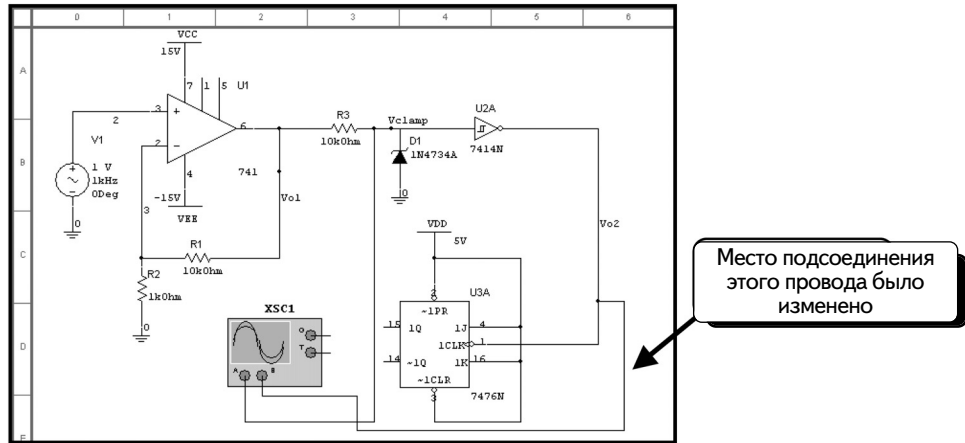 0 1 2 3 4 5 6
A
B
C
D
E
VCC
15V
7 1 5 U1
3
2
+
6
2
−
V1
1 V
1kHz
0Deg
0
4
741
-15V
VEE
3
R3
10kOhm
Vclamp
D1
1N4734A
0
U2A
7414N
Vo1
Vo2
R1
10kOhm
R2
1kOhm
0
VDD
5V
U3A
2
~1PR
15 1Q 1J 4
1CLK 1
14 ~1Q 1K 16
~1CLR
3
7476N
XSC1
G
T
A B
Место подсоединения
этого провода было
изменено